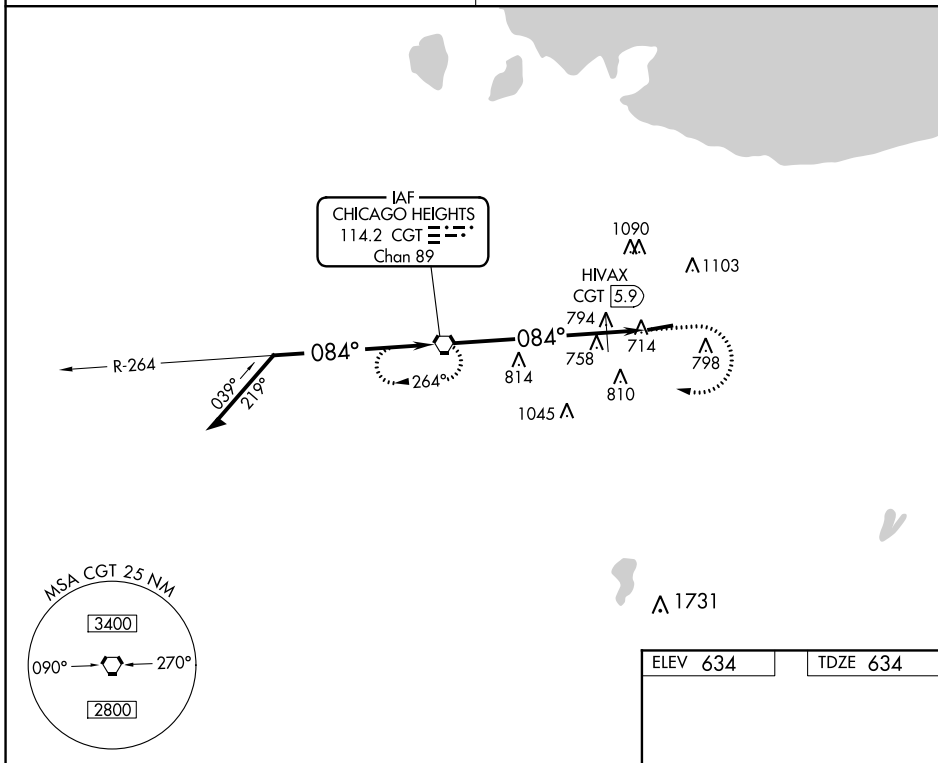 IAF
CHICAGO HEIGHTS
114.2 CGT
Chan 89
1090
1103
HIVAX
CGT 5.9
794
R-264
084°
084°
758
714
798
814
264°
810
039°
219°
1045
MSA CGT 25 NM
3400
090°
270°
2800
1731
ELEV 634
TDZE 634